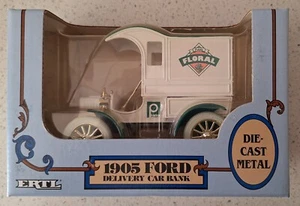 FLORAL
P
DIE-
CAST
METAL
1905 FORD
DELIVERY CAR BANK
ERTL